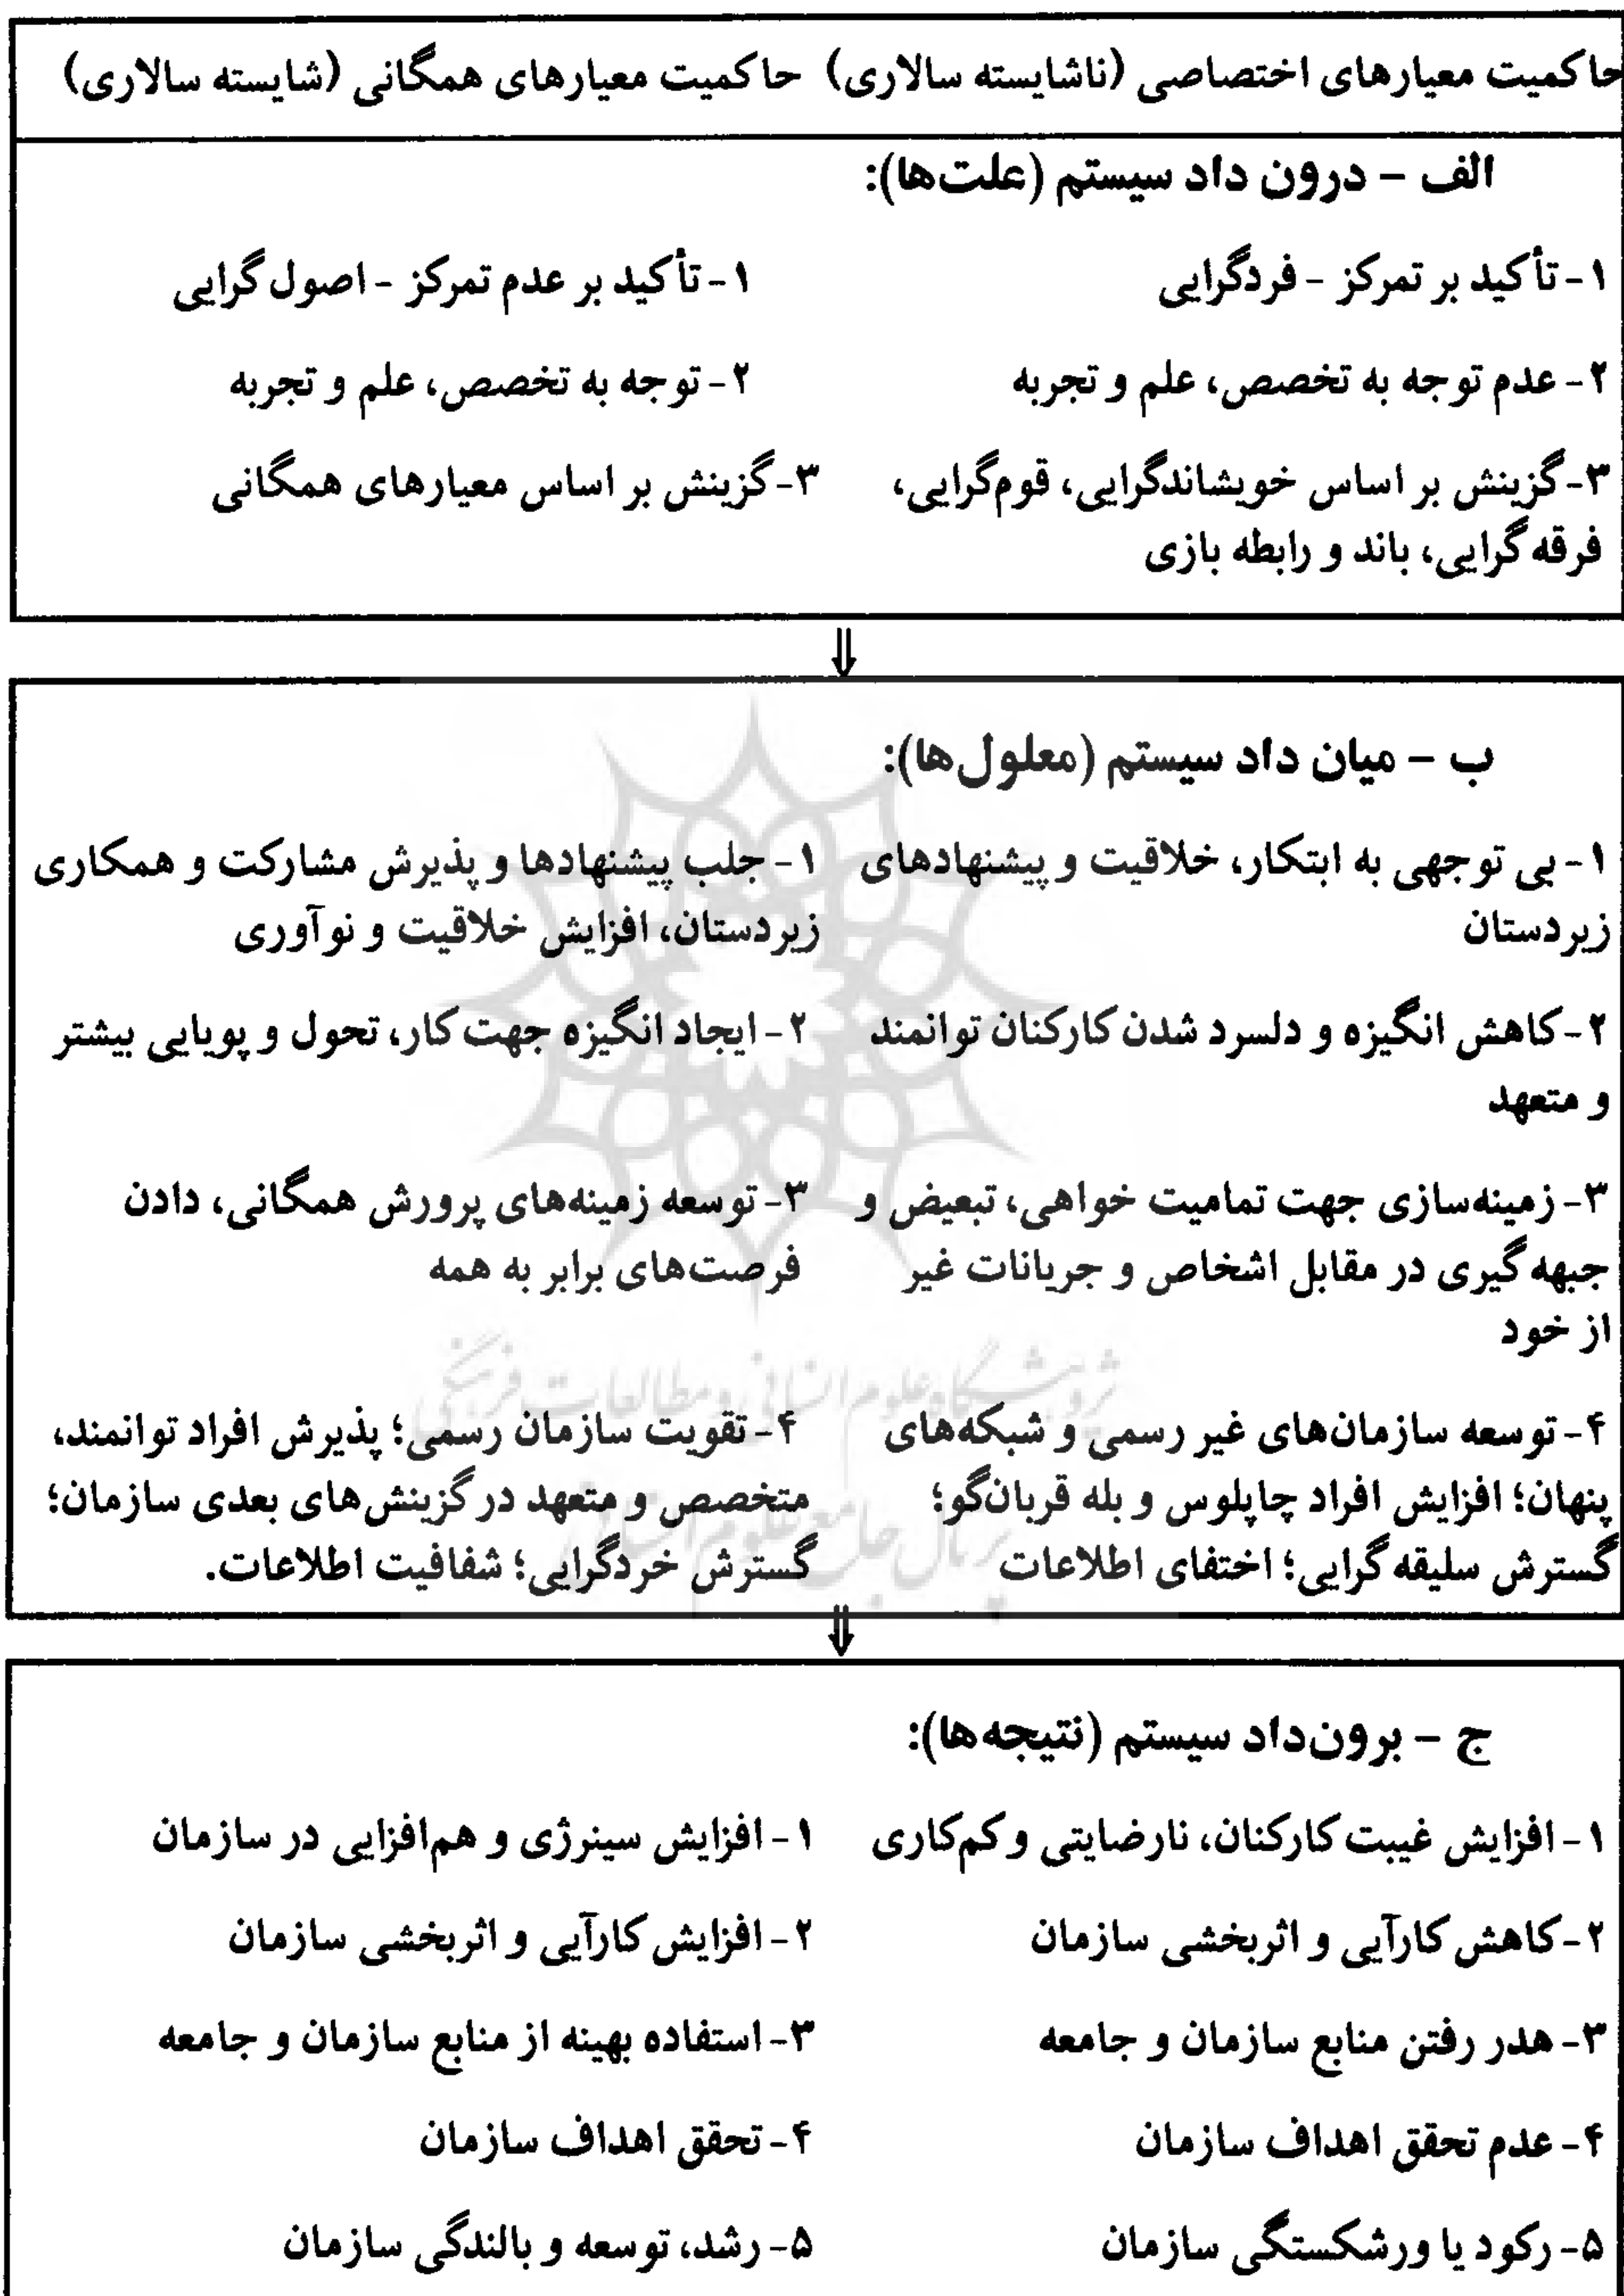 حاکمیت معیارهای اختصاصی (ناشایسته سالاری) حاکمیت معیارهای همگانی (شایسته سالاری)
الف – درون داد سیستم (علت‌ها):
۱- تأکید بر تمرکز - فردگرایی
۱- تأکید بر عدم تمرکز - اصول گرایی
۲- عدم توجه به تخصص، علم و تجربه
۲- توجه به تخصص، علم و تجربه
۳- گزینش بر اساس خویشاندگرایی، قوم‌گرایی،
فرقه گرایی، باند و رابطه بازی
۳- گزینش بر اساس معیارهای همگانی
⇓
ب – میان داد سیستم (معلول‌ها):
۱- بی توجهی به ابتکار، خلاقیت و پیشنهادهای
زیردستان
۱- جلب پیشنهادها و پذیرش مشارکت و همکاری
زیردستان، افزایش خلاقیت و نوآوری
۲- کاهش انگیزه و دلسرد شدن کارکنان توانمند
و متعهد
۲- ایجاد انگیزه جهت کار، تحول و پویایی بیشتر
۳- زمینه‌سازی جهت تمامیت خواهی، تبعیض و
جبهه گیری در مقابل اشخاص و جریانات غیر
از خود
۳- توسعه زمینه‌های پرورش همگانی، دادن
فرصت‌های برابر به همه
پژوهشگاه علوم انسانی و مطالعات فرهنگی
۴- توسعه سازمان‌های غیر رسمی و شبکه‌های
پنهان؛ افزایش افراد چاپلوس و بله قربان‌گو؛
گسترش سلیقه گرایی؛ اختفای اطلاعات
۴- تقویت سازمان رسمی؛ پذیرش افراد توانمند،
متخصص و متعهد در گزینش‌های بعدی سازمان؛
گسترش خردگرایی؛ شفافیت اطلاعات.
پرتال جامع علوم انسانی
⇓
ج – برون‌داد سیستم (نتیجه‌ها):
۱- افزایش غیبت کارکنان، نارضایتی و کم‌کاری
۱- افزایش سینرژی و هم‌افزایی در سازمان
۲- کاهش کارآیی و اثربخشی سازمان
۲- افزایش کارآیی و اثربخشی سازمان
۳- هدر رفتن منابع سازمان و جامعه
۳- استفاده بهینه از منابع سازمان و جامعه
۴- عدم تحقق اهداف سازمان
۴- تحقق اهداف سازمان
۵- رکود یا ورشکستگی سازمان
۵- رشد، توسعه و بالندگی سازمان